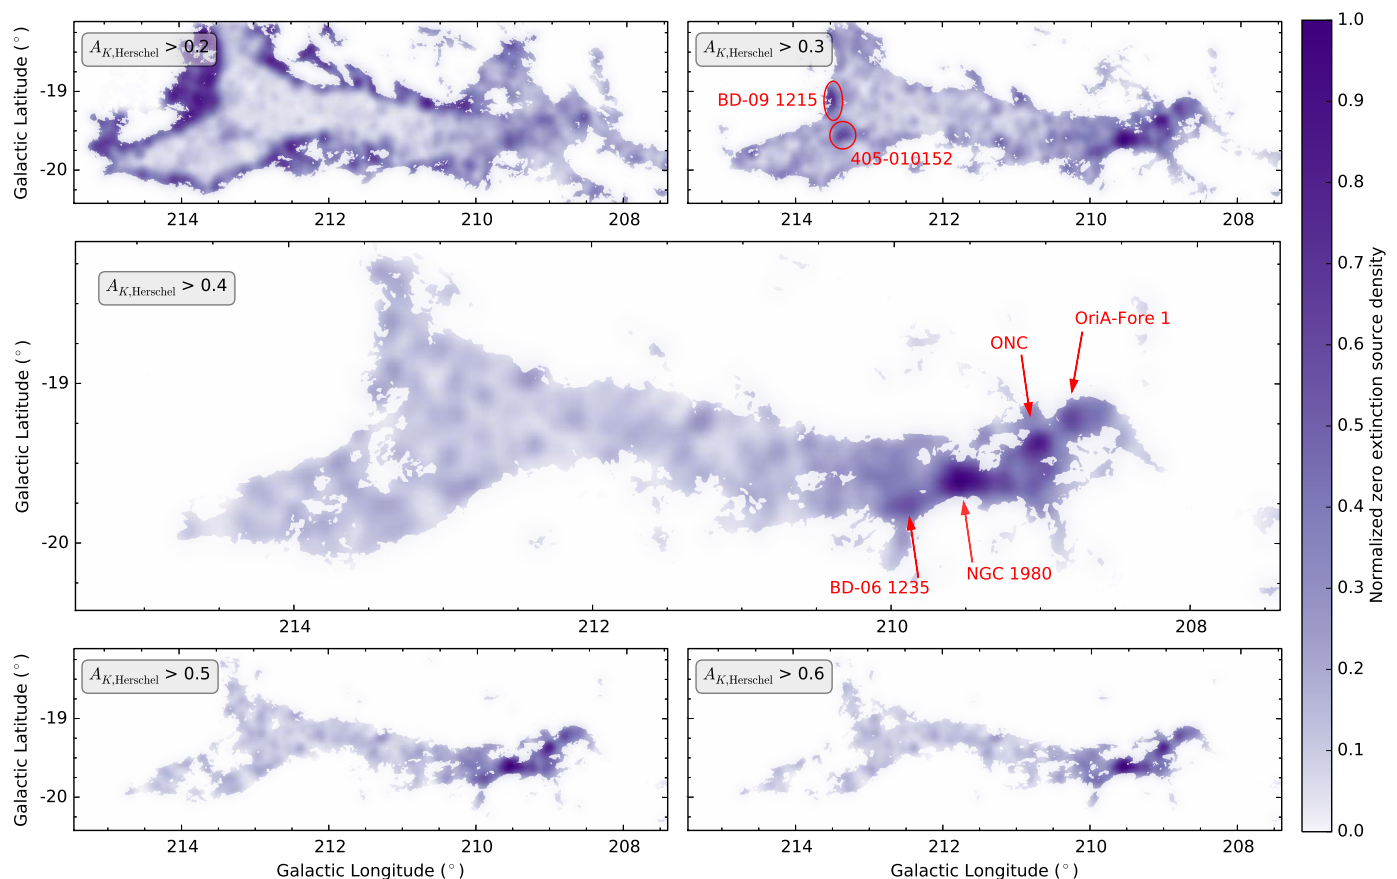 A_K,Herschel > 0.2
Galactic Latitude (°)
-19
-20
214
212
210
208
A_K,Herschel > 0.3
BD-09 1215
405-010152
214
212
210
208
A_K,Herschel > 0.4
OriA-Fore 1
ONC
BD-06 1235
NGC 1980
Galactic Latitude (°)
-19
-20
214
212
210
208
A_K,Herschel > 0.5
Galactic Latitude (°)
-19
-20
214
212
210
208
Galactic Longitude (°)
A_K,Herschel > 0.6
214
212
210
208
Galactic Longitude (°)
1.0
0.9
0.8
0.7
0.6
0.5
0.4
0.3
0.2
0.1
0.0
Normalized zero extinction source density